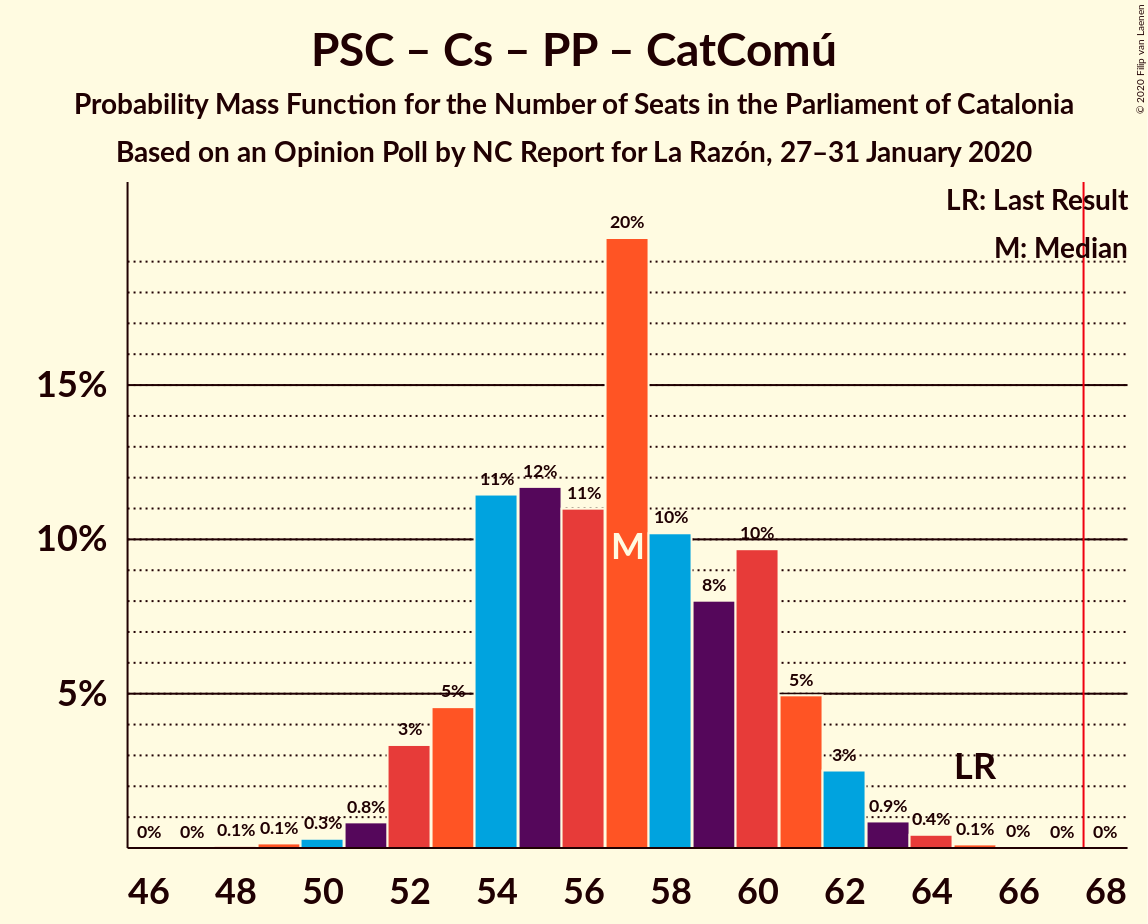 PSC – Cs – PP – CatComú
Probability Mass Function for the Number of Seats in the Parliament of Catalonia
Based on an Opinion Poll by NC Report for La Razón, 27–31 January 2020
© 2020 Filip van Laenen
LR: Last Result
M: Median
20%
15%
11% 12% 11% 10% 10%
10%
M
8%
5%
5% 5%
3% 3%
LR
0% 0% 0.1% 0.1% 0.3% 0.8% 0.9% 0.4% 0.1% 0% 0% 0%
46 48 50 52 54 56 58 60 62 64 66 68